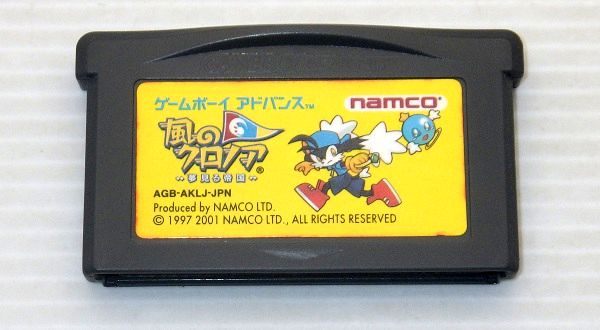 ゲームボーイ アドバンス™
namco®
風のクロノア®
夢見る帝国
AGB-AKLJ-JPN
Produced by NAMCO LTD.
© 1997 2001 NAMCO LTD., ALL RIGHTS RESERVED